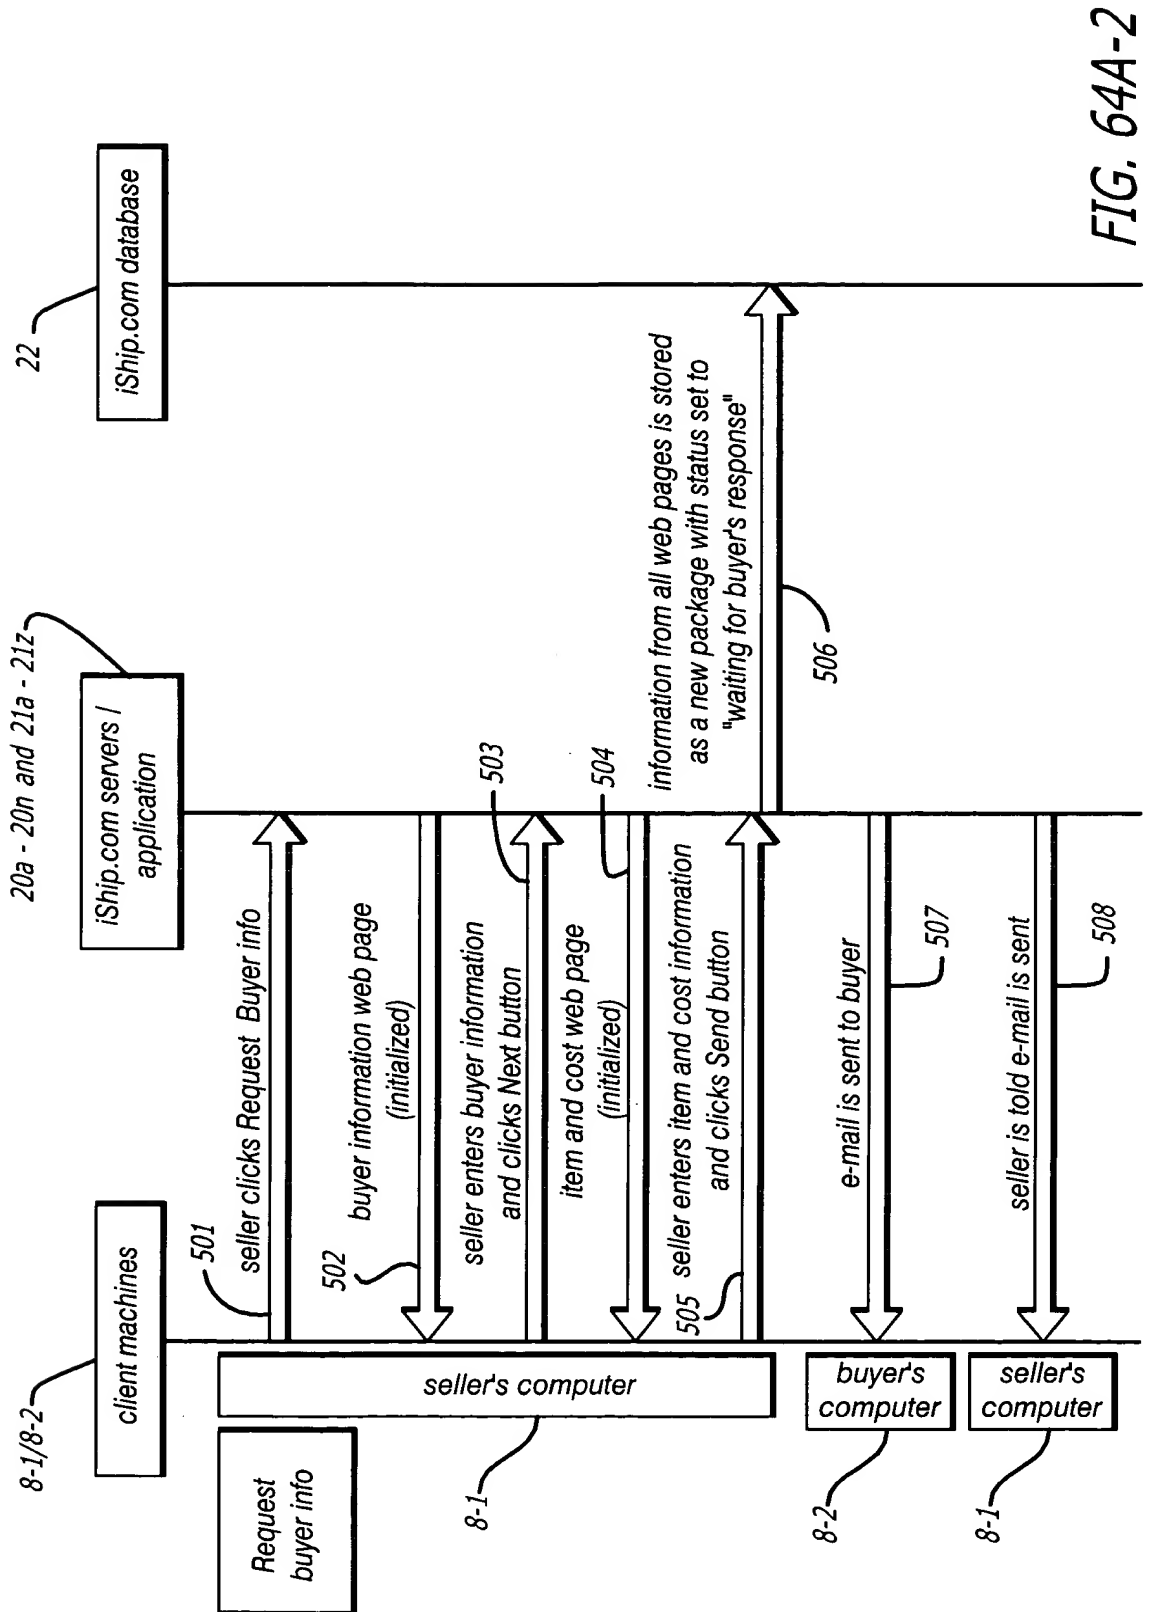 8-1/8-2
client machines
20a - 20n and 21a - 21z
iShip.com servers /
application
22
iShip.com database
Request
buyer info
seller's computer
8-1
501
seller clicks Request Buyer info
buyer information web page
(initialized)
502
seller enters buyer information
and clicks Next button
503
item and cost web page
(initialized)
504
505
seller enters item and cost information
and clicks Send button
information from all web pages is stored
as a new package with status set to
"waiting for buyer's response"
506
buyer's
computer
8-2
e-mail is sent to buyer
507
seller's
computer
8-1
seller is told e-mail is sent
508
FIG. 64A-2